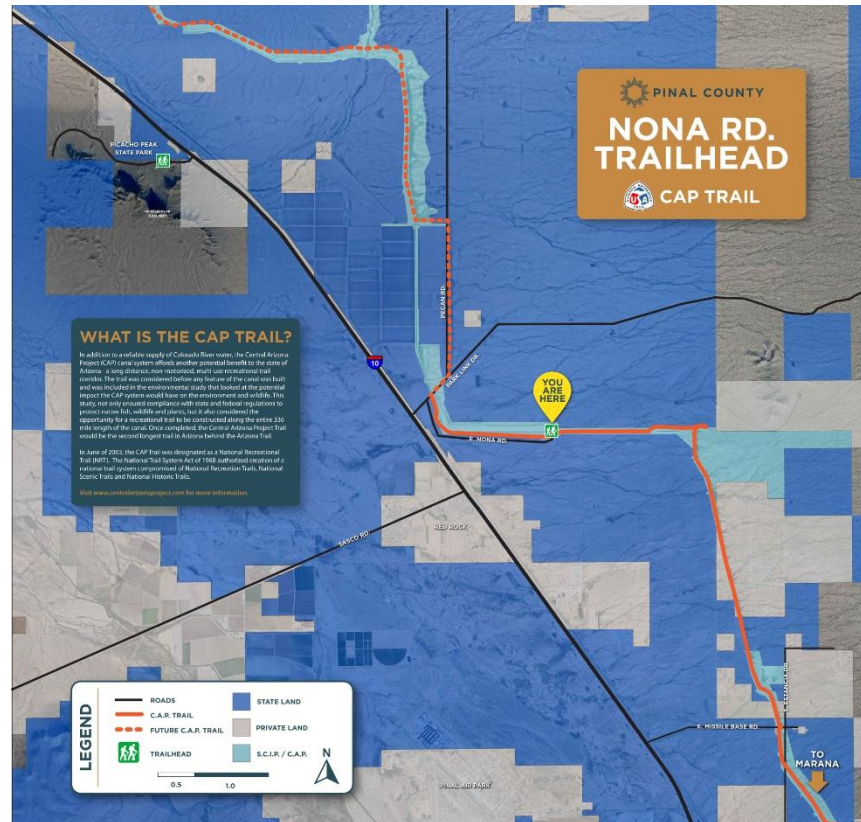 PINAL COUNTY
NONA RD.
TRAILHEAD
CAP TRAIL
PICACHO PEAK
STATE PARK
PECAN RD.
WHAT IS THE CAP TRAIL?
In addition to a reliable supply of Colorado River water, the Central Arizona
Project (CAP) canal system affords another potential benefit to the state of
Arizona - a long distance, non-motorized, multi-use recreational trail
corridor. The trail was considered before any feature of the canal was built
and was included in the environmental study that looked at the potential
impact the CAP system would have on the environment and wildlife. This
study, not only ensured compliance with state and federal regulations to
protect native fish, wildlife and plants, but it also considered the
opportunity for a recreational trail to be constructed along the entire 336
mile length of the canal. Once completed, the Central Arizona Project Trail
would be the second longest trail in Arizona behind the Arizona Trail.
In June of 2003, the CAP Trail was designated as a National Recreational
Trail (NRT). The National Trail System Act of 1968 authorized creation of a
national trail system compromised of National Recreation Trails, National
Scenic Trails and National Historic Trails.
Visit www.centralarizonaproject.com for more information
10
PARK LINK DR.
YOU
ARE
HERE
E. NONA RD.
RED ROCK
SASCO RD.
E. MISSILE BASE RD.
TO
MARANA
PINAL AIR PARK
LEGEND
ROADS
C.A.P. TRAIL
FUTURE C.A.P. TRAIL
TRAILHEAD
STATE LAND
PRIVATE LAND
S.C.I.P. / C.A.P.
N
0.5 1.0